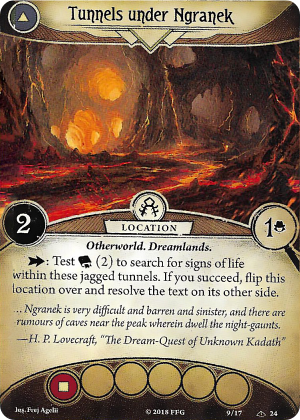 Tunnels under Ngranek
2
LOCATION
1
Otherworld. Dreamlands.
: Test (2) to search for signs of life
within these jagged tunnels. If you succeed, flip this
location over and resolve the text on its other side.
… Ngranek is very difficult and barren and sinister, and there are
rumours of caves near the peak wherein dwell the night-gaunts.
—H. P. Lovecraft, "The Dream-Quest of Unknown Kadath"
Jus. Frej Agelii
© 2018 FFG
9/17
24